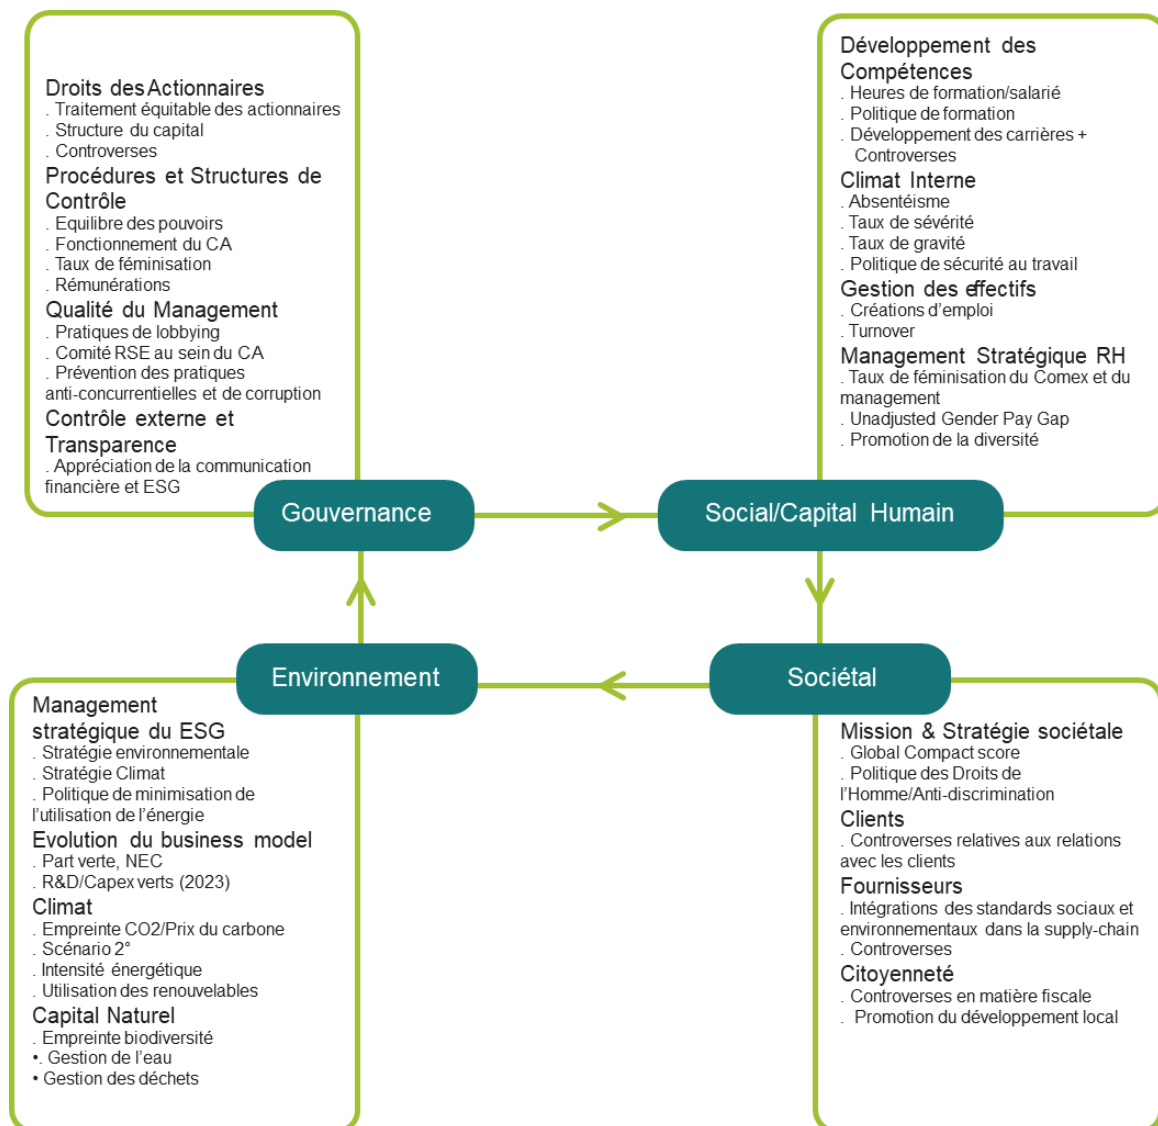 Droits des Actionnaires
. Traitement équitable des actionnaires
. Structure du capital
. Controverses
Procédures et Structures de
Contrôle
. Equilibre des pouvoirs
. Fonctionnement du CA
. Taux de féminisation
. Rémunérations
Qualité du Management
. Pratiques de lobbying
. Comité RSE au sein du CA
. Prévention des pratiques
anti-concurrentielles et de corruption
Contrôle externe et
Transparence
. Appréciation de la communication
financière et ESG
Gouvernance
Développement des
Compétences
. Heures de formation/salarié
. Politique de formation
. Développement des carrières +
Controverses
Climat Interne
. Absentéisme
. Taux de sévérité
. Taux de gravité
. Politique de sécurité au travail
Gestion des effectifs
. Créations d'emploi
. Turnover
Management Stratégique RH
. Taux de féminisation du Comex et du
management
. Unadjusted Gender Pay Gap
. Promotion de la diversité
Social/Capital Humain
Environnement
Management
stratégique du ESG
. Stratégie environnementale
. Stratégie Climat
. Politique de minimisation de
l'utilisation de l'énergie
Evolution du business model
. Part verte, NEC
. R&D/Capex verts (2023)
Climat
. Empreinte CO2/Prix du carbone
. Scénario 2°
. Intensité énergétique
. Utilisation des renouvelables
Capital Naturel
. Empreinte biodiversité
•. Gestion de l'eau
• Gestion des déchets
Sociétal
Mission & Stratégie sociétale
. Global Compact score
. Politique des Droits de
l'Homme/Anti-discrimination
Clients
. Controverses relatives aux relations
avec les clients
Fournisseurs
. Intégrations des standards sociaux et
environnementaux dans la supply-chain
. Controverses
Citoyenneté
. Controverses en matière fiscale
. Promotion du développement local